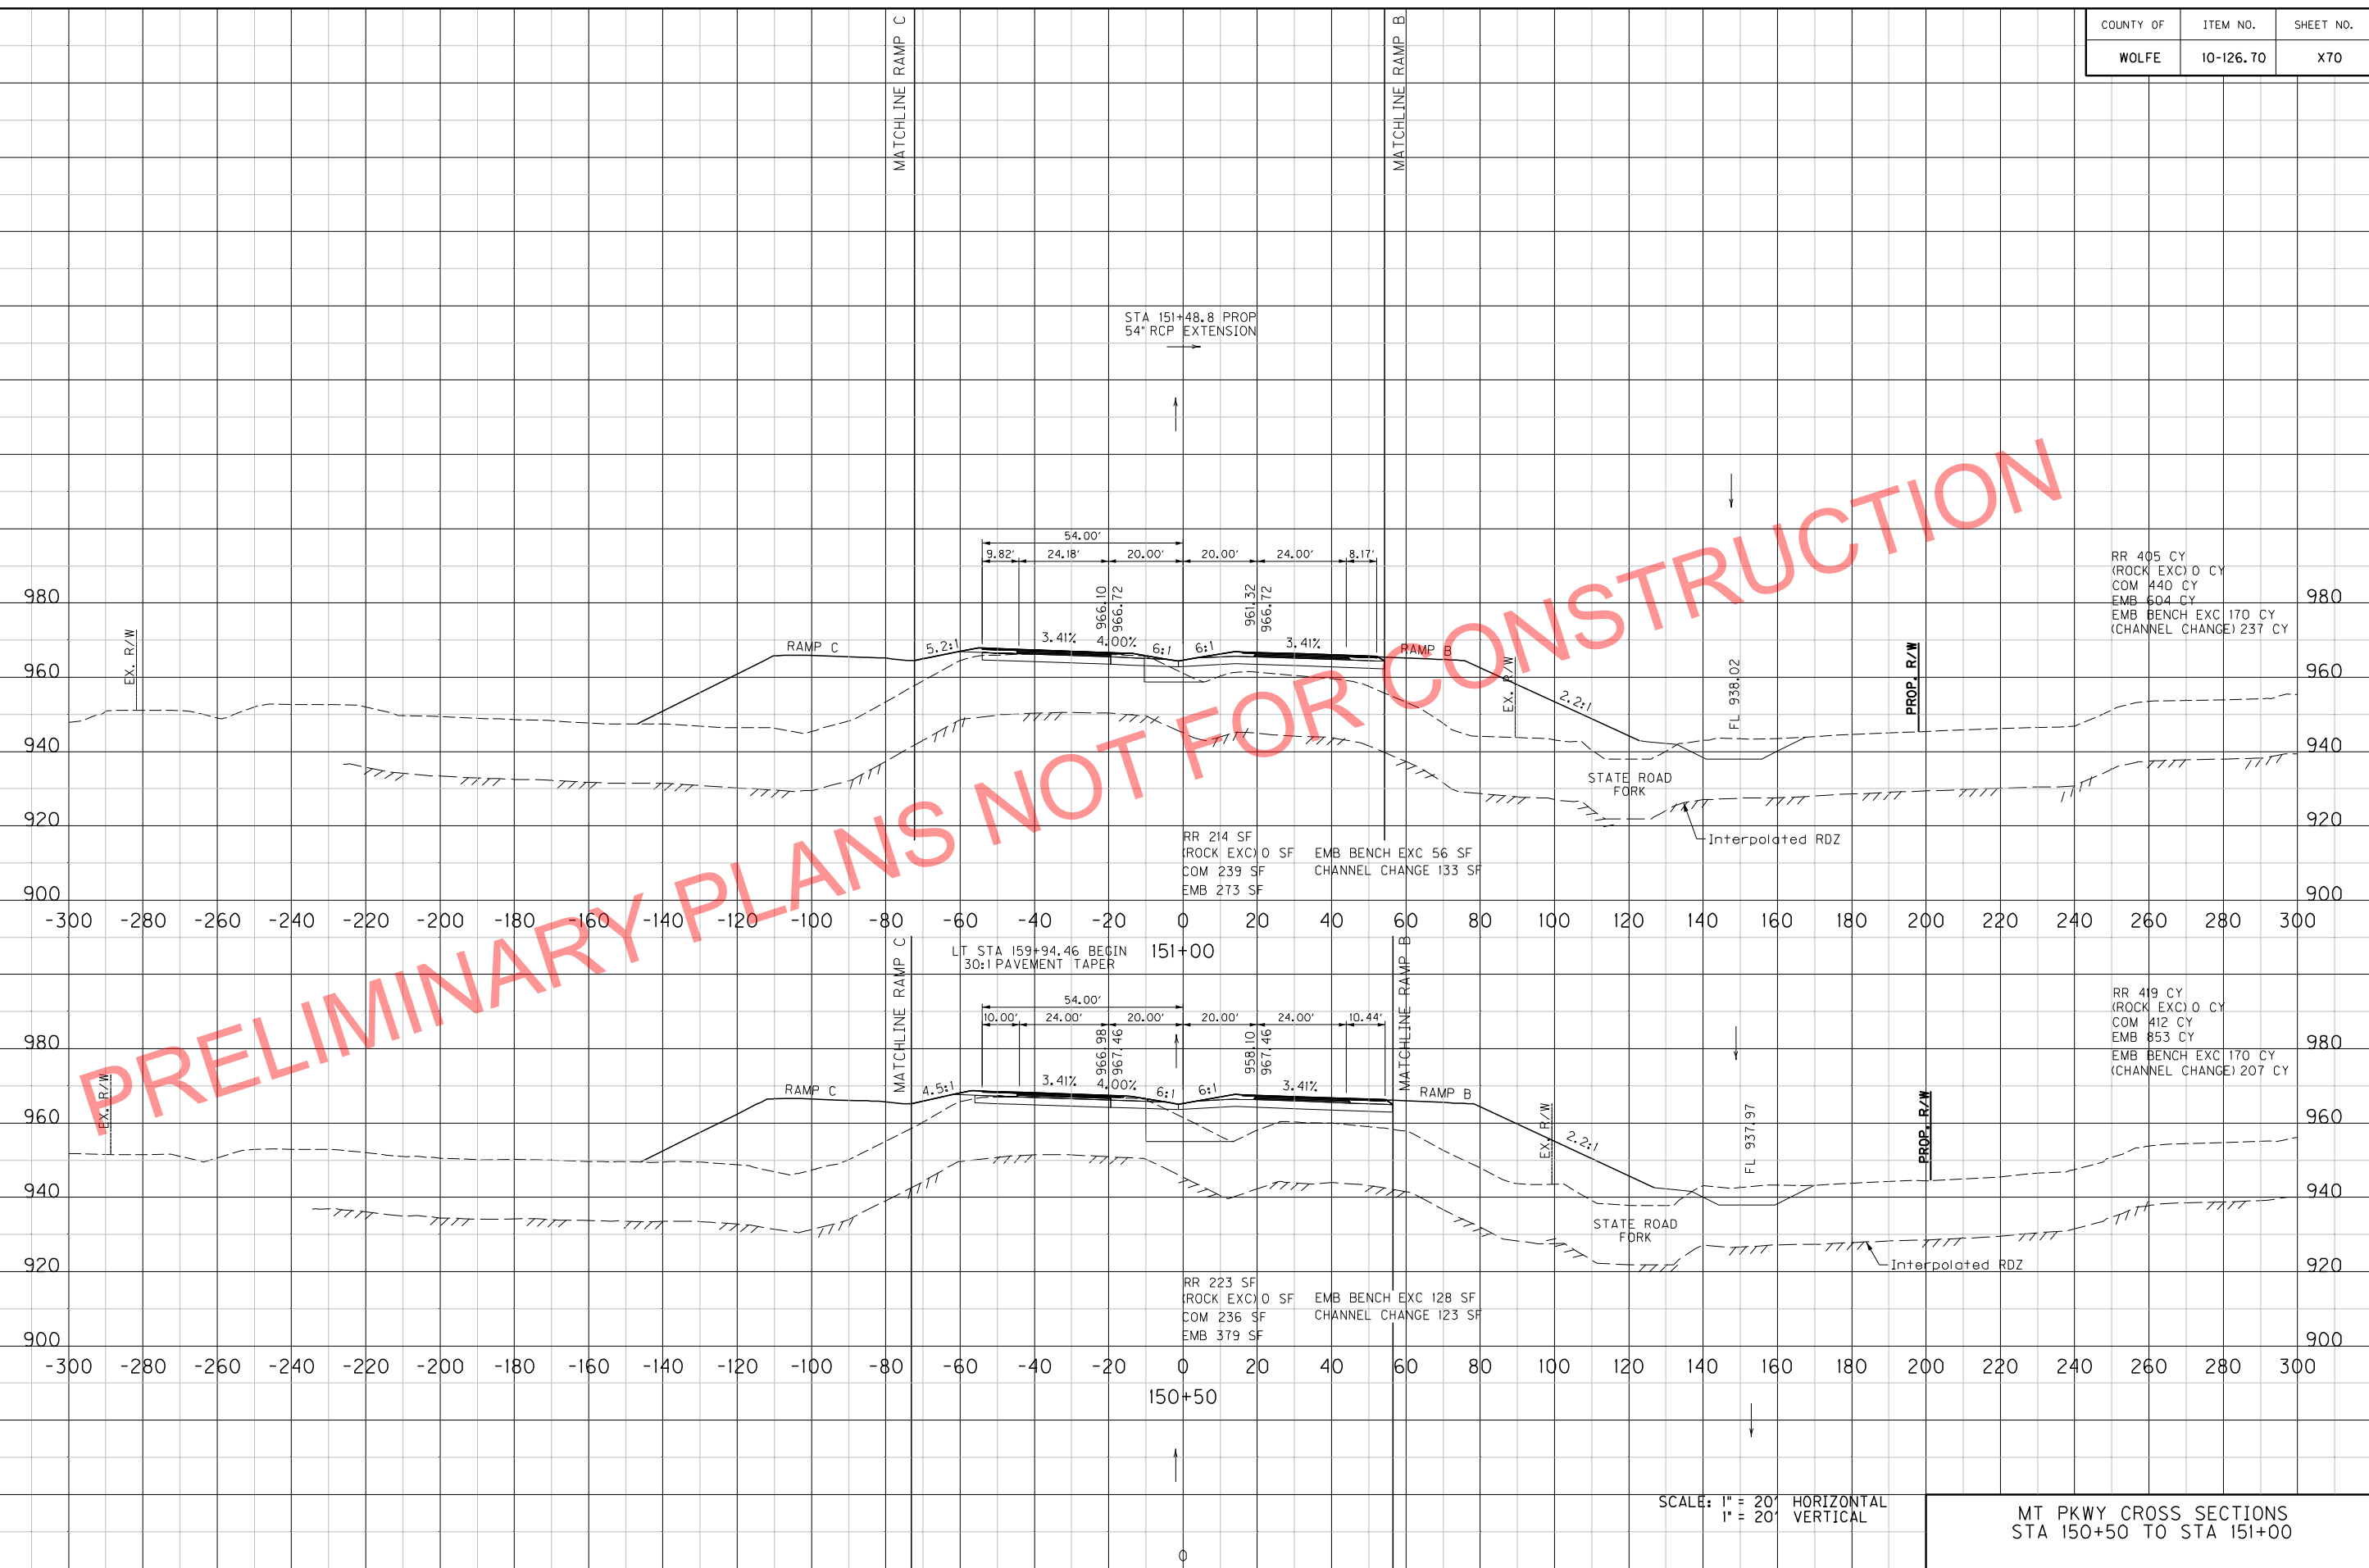 COUNTY OF ITEM NO. SHEET NO.
WOLFE 10-126.70 X70
MATCHLINE RAMP C
MATCHLINE RAMP B
STA 151+48.8 PROP
54" RCP EXTENSION
54.00'
9.82' 24.18' 20.00' 20.00' 24.00' 8.17'
966.10
966.72
961.32
966.72
RR 405 CY
(ROCK EXC) 0 CY
COM 440 CY
EMB 604 CY
EMB BENCH EXC 170 CY
(CHANNEL CHANGE) 237 CY
980 980
EX. R/W
RAMP C 5.2:1 3.41% 4.00% 6:1 6:1 3.41% RAMP B
EX. R/W
2.2:1
FL 938.02
PROP. R/W
960 960
940 940
STATE ROAD
FORK
920 920
Interpolated RDZ
RR 214 SF
(ROCK EXC) 0 SF EMB BENCH EXC 56 SF
COM 239 SF CHANNEL CHANGE 133 SF
EMB 273 SF
900 900
-300 -280 -260 -240 -220 -200 -180 -160 -140 -120 -100 -80 -60 -40 -20 0 20 40 60 80 100 120 140 160 180 200 220 240 260 280 300
151+00
PRELIMINARY PLANS NOT FOR CONSTRUCTION
MATCHLINE RAMP C
LT STA 159+94.46 BEGIN
30:1 PAVEMENT TAPER
MATCHLINE RAMP B
54.00'
10.00' 24.00' 20.00' 20.00' 24.00' 10.44'
966.98
967.46
958.10
967.46
RR 419 CY
(ROCK EXC) 0 CY
COM 412 CY
EMB 853 CY
EMB BENCH EXC 170 CY
(CHANNEL CHANGE) 207 CY
980 980
EX. R/W
RAMP C 4.5:1 3.41% 4.00% 6:1 6:1 3.41% RAMP B
EX. R/W
2.2:1
FL 937.97
PROP. R/W
960 960
940 940
STATE ROAD
FORK
920 920
Interpolated RDZ
RR 223 SF
(ROCK EXC) 0 SF EMB BENCH EXC 128 SF
COM 236 SF CHANNEL CHANGE 123 SF
EMB 379 SF
900 900
-300 -280 -260 -240 -220 -200 -180 -160 -140 -120 -100 -80 -60 -40 -20 0 20 40 60 80 100 120 140 160 180 200 220 240 260 280 300
150+50
SCALE: 1" = 20' HORIZONTAL
1" = 20' VERTICAL
MT PKWY CROSS SECTIONS
STA 150+50 TO STA 151+00
0